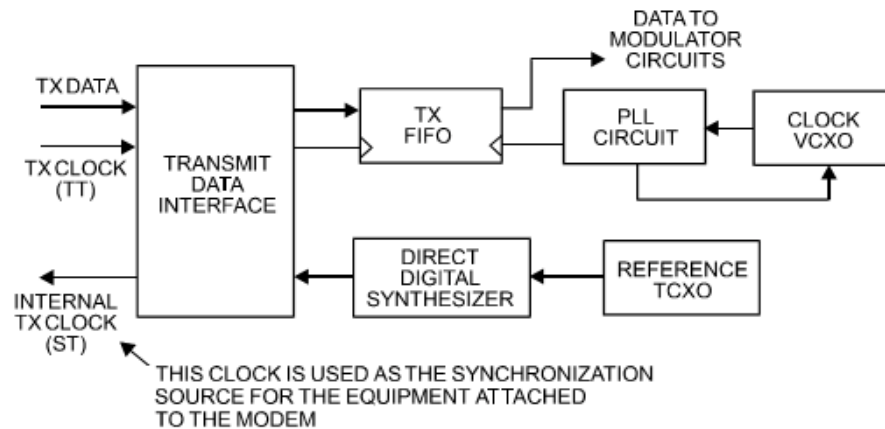 DATA TO
MODULATOR
CIRCUITS
TX DATA
TX CLOCK
(TT)
TRANSMIT
DATA
INTERFACE
TX
FIFO
PLL
CIRCUIT
CLOCK
VCXO
INTERNAL
TX CLOCK
(ST)
DIRECT
DIGITAL
SYNTHESIZER
REFERENCE
TCXO
THIS CLOCK IS USED AS THE SYNCHRONIZATION
SOURCE FOR THE EQUIPMENT ATTACHED
TO THE MODEM